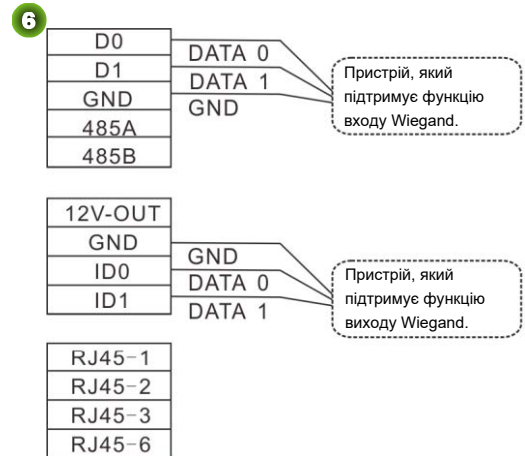 6
D0
D1
GND
485A
485B
DATA 0
DATA 1
GND
Пристрій, який
підтримує функцію
входу Wiegand.
12V-OUT
GND
ID0
ID1
GND
DATA 0
DATA 1
Пристрій, який
підтримує функцію
виходу Wiegand.
RJ45-1
RJ45-2
RJ45-3
RJ45-6